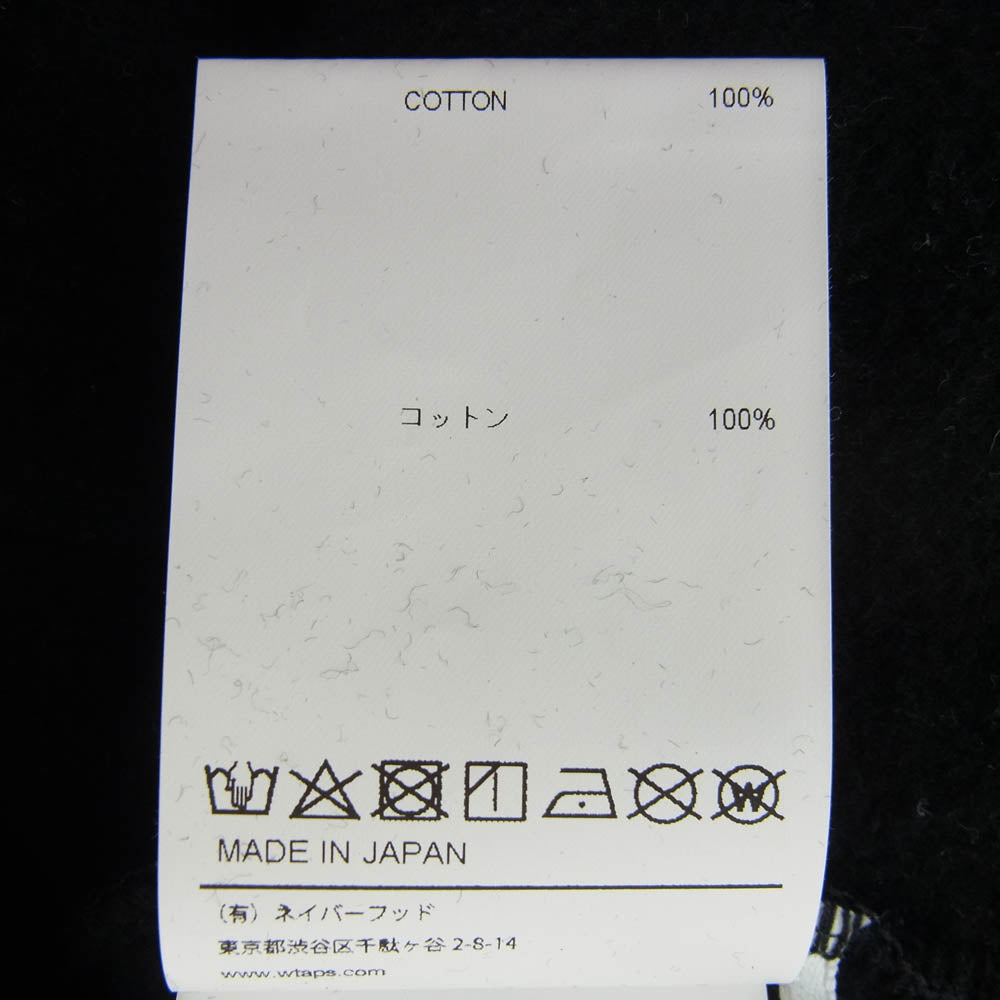 COTTON 100%
コットン 100%
W
MADE IN JAPAN
(有) ネイバーフッド
東京都渋谷区千駄ヶ谷 2-8-14
www.wtaps.com